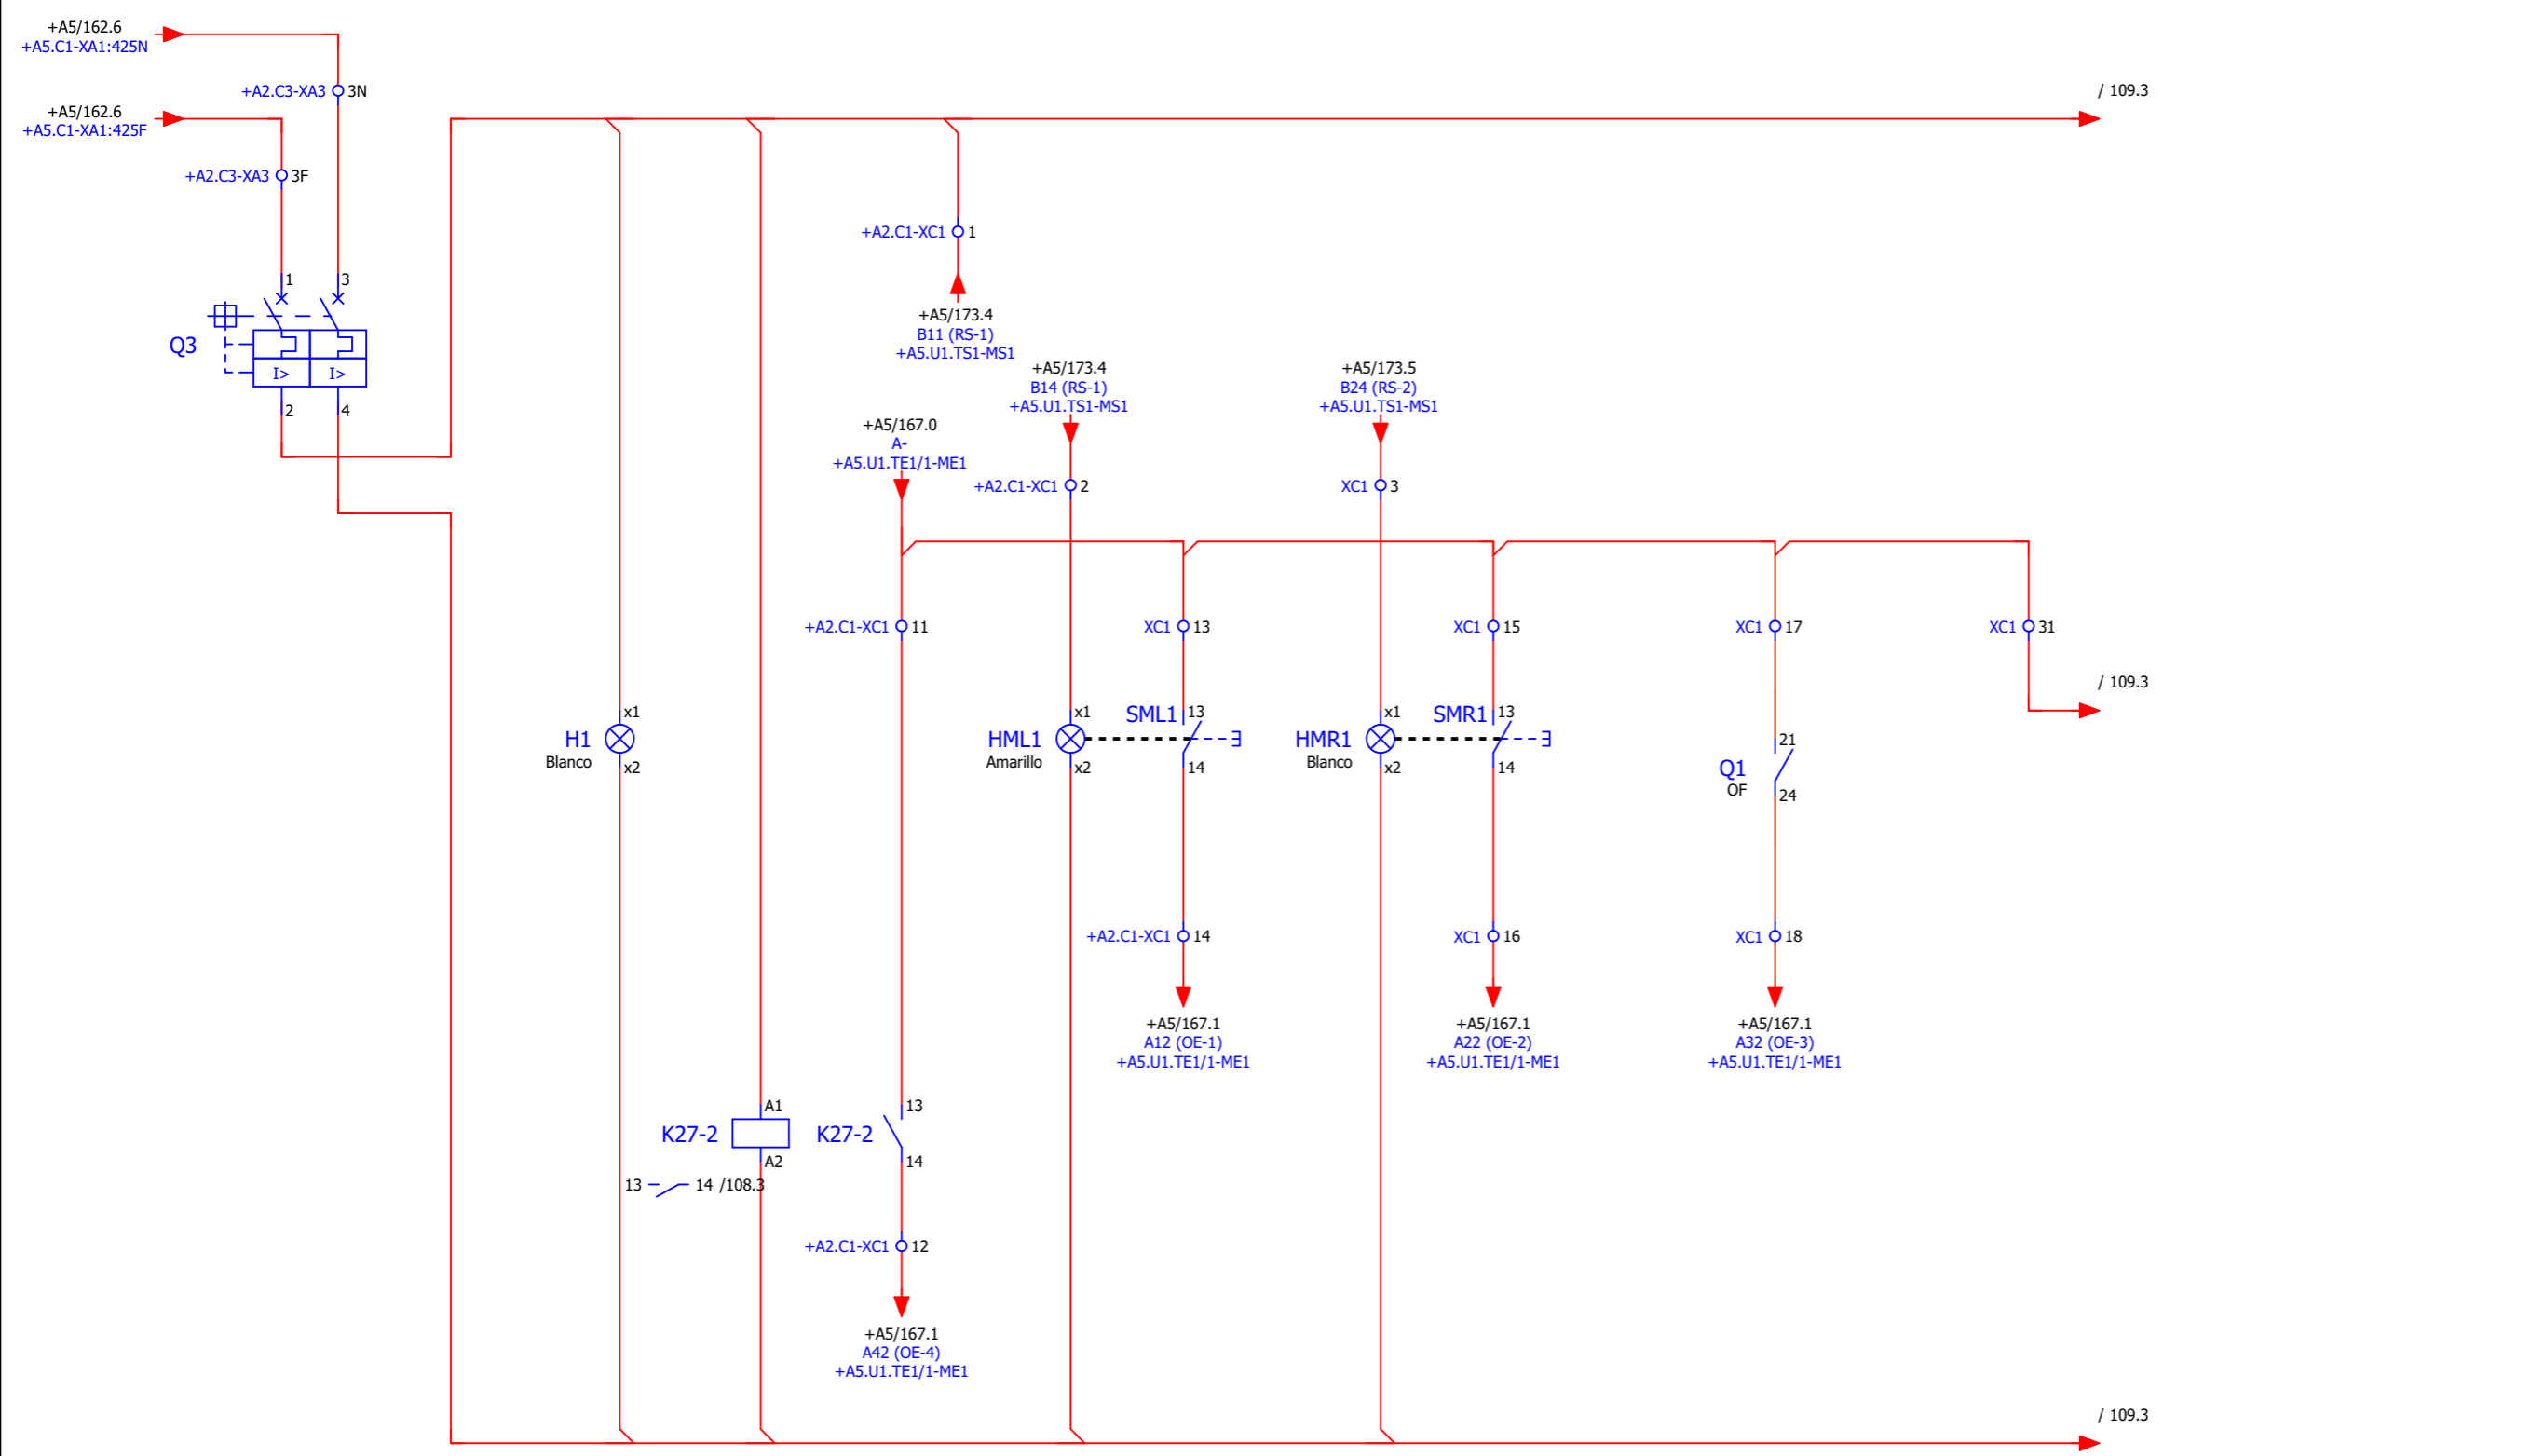 +A5/162.6
+A5.C1-XA1:425N
+A2.C3-XA3 3N
/ 109.3
+A5/162.6
+A5.C1-XA1:425F
+A2.C3-XA3 3F
+A2.C1-XC1 1
1 3
+A5/173.4
B11 (RS-1)
+A5.U1.TS1-MS1
Q3
I> I>
2 4
+A5/173.4
B14 (RS-1)
+A5.U1.TS1-MS1
+A5/173.5
B24 (RS-2)
+A5.U1.TS1-MS1
+A5/167.0
A-
+A5.U1.TE1/1-ME1
+A2.C1-XC1 2
XC1 3
+A2.C1-XC1 11
XC1 13
XC1 15
XC1 17
XC1 31
/ 109.3
x1
H1
Blanco
x2
x1
HML1
Amarillo
x2
SML1 13
14
x1
HMR1
Blanco
x2
SMR1 13
14
21
Q1
OF
24
+A2.C1-XC1 14
XC1 16
XC1 18
+A5/167.1
A12 (OE-1)
+A5.U1.TE1/1-ME1
+A5/167.1
A22 (OE-2)
+A5.U1.TE1/1-ME1
+A5/167.1
A32 (OE-3)
+A5.U1.TE1/1-ME1
A1
K27-2
A2
13 14 /108.3
13
K27-2
14
+A2.C1-XC1 12
+A5/167.1
A42 (OE-4)
+A5.U1.TE1/1-ME1
/ 109.3